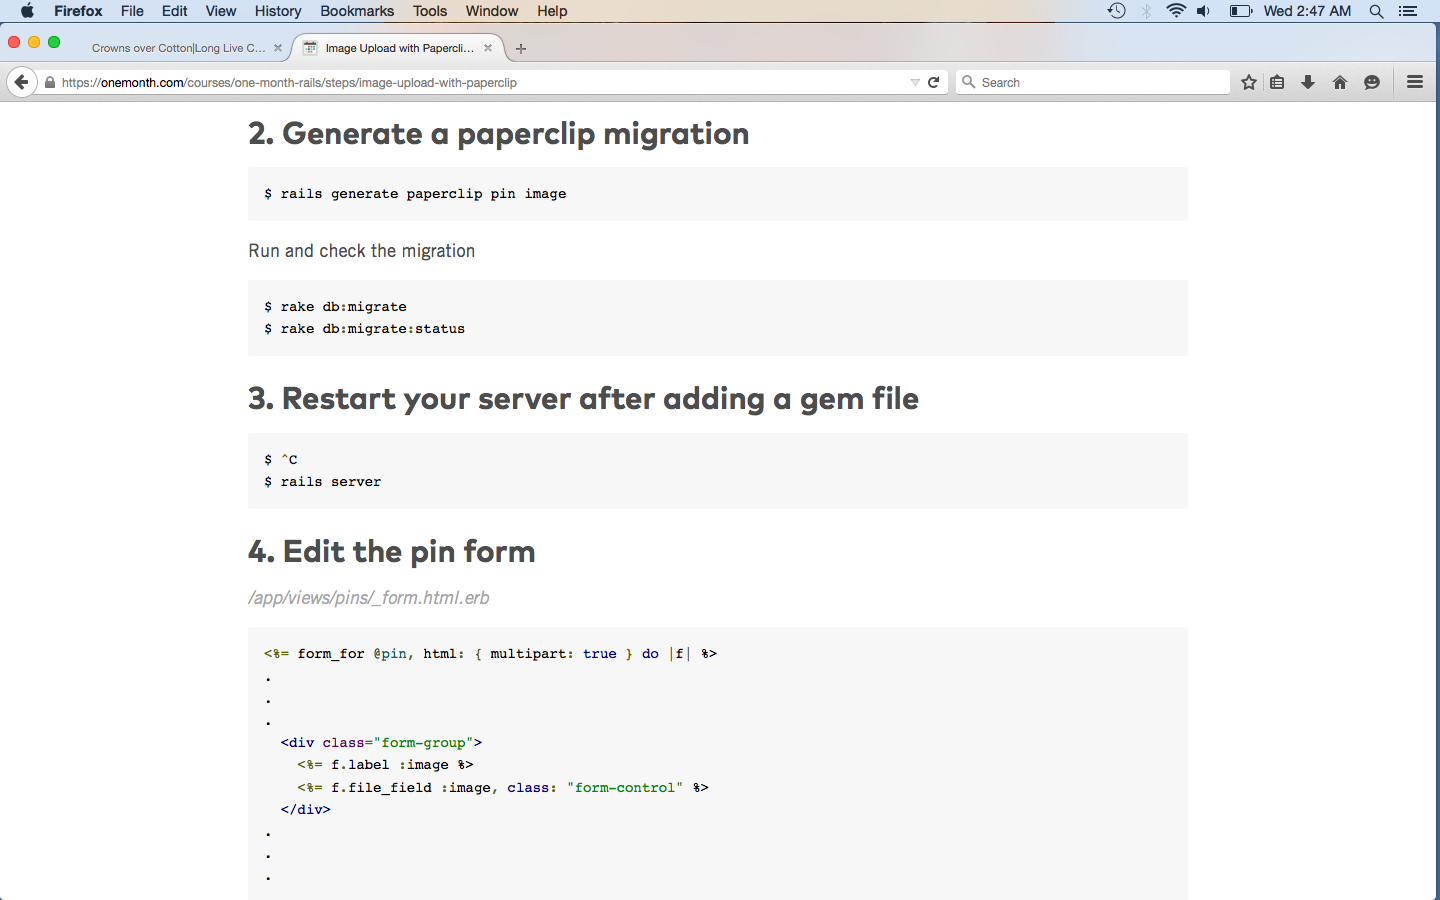 Firefox File Edit View History Bookmarks Tools Window Help Wed 2:47 AM
Crowns over Cotton|Long Live C... Image Upload with Papercli...
https://onemonth.com/courses/one-month-rails/steps/image-upload-with-paperclip Search
2. Generate a paperclip migration
$ rails generate paperclip pin image
Run and check the migration
$ rake db:migrate
$ rake db:migrate:status
3. Restart your server after adding a gem file
$ ^C
$ rails server
4. Edit the pin form
/app/views/pins/_form.html.erb
<%= form_for @pin, html: { multipart: true } do |f| %>
.
.
.
<div class="form-group">
<%= f.label :image %>
<%= f.file_field :image, class: "form-control" %>
</div>
.
.
.